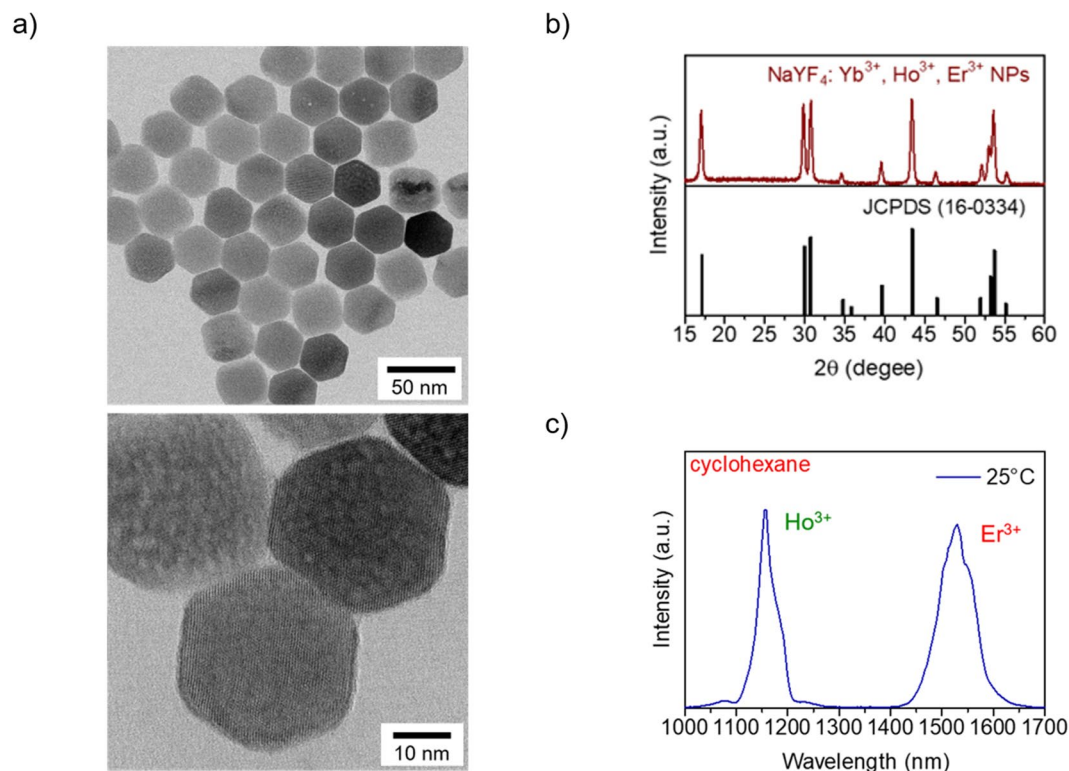 a)
50 nm
10 nm
b)
NaYF₄: Yb³⁺, Ho³⁺, Er³⁺ NPs
JCPDS (16-0334)
Intensity (a.u.)
15 20 25 30 35 40 45 50 55 60
2θ (degree)
c)
cyclohexane
25°C
Ho³⁺
Er³⁺
Intensity (a.u.)
1000 1100 1200 1300 1400 1500 1600 1700
Wavelength (nm)